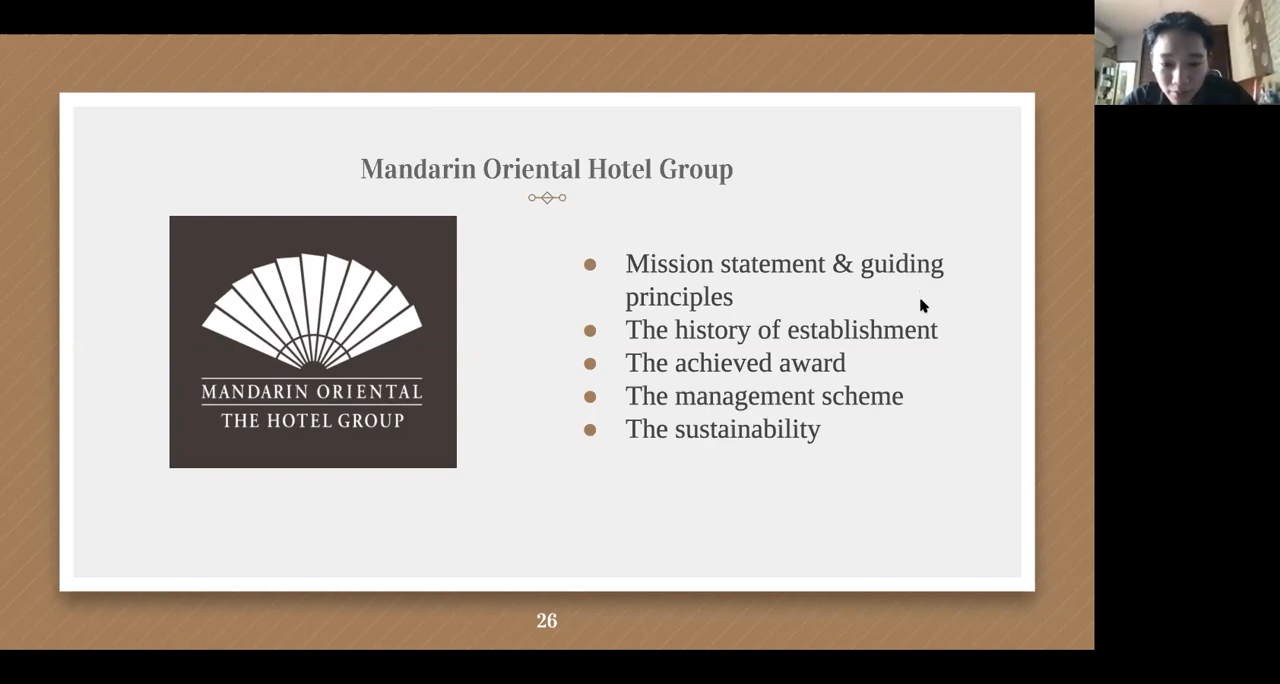 Mandarin Oriental Hotel Group
MANDARIN ORIENTAL
THE HOTEL GROUP
Mission statement & guiding
principles
The history of establishment
The achieved award
The management scheme
The sustainability
26